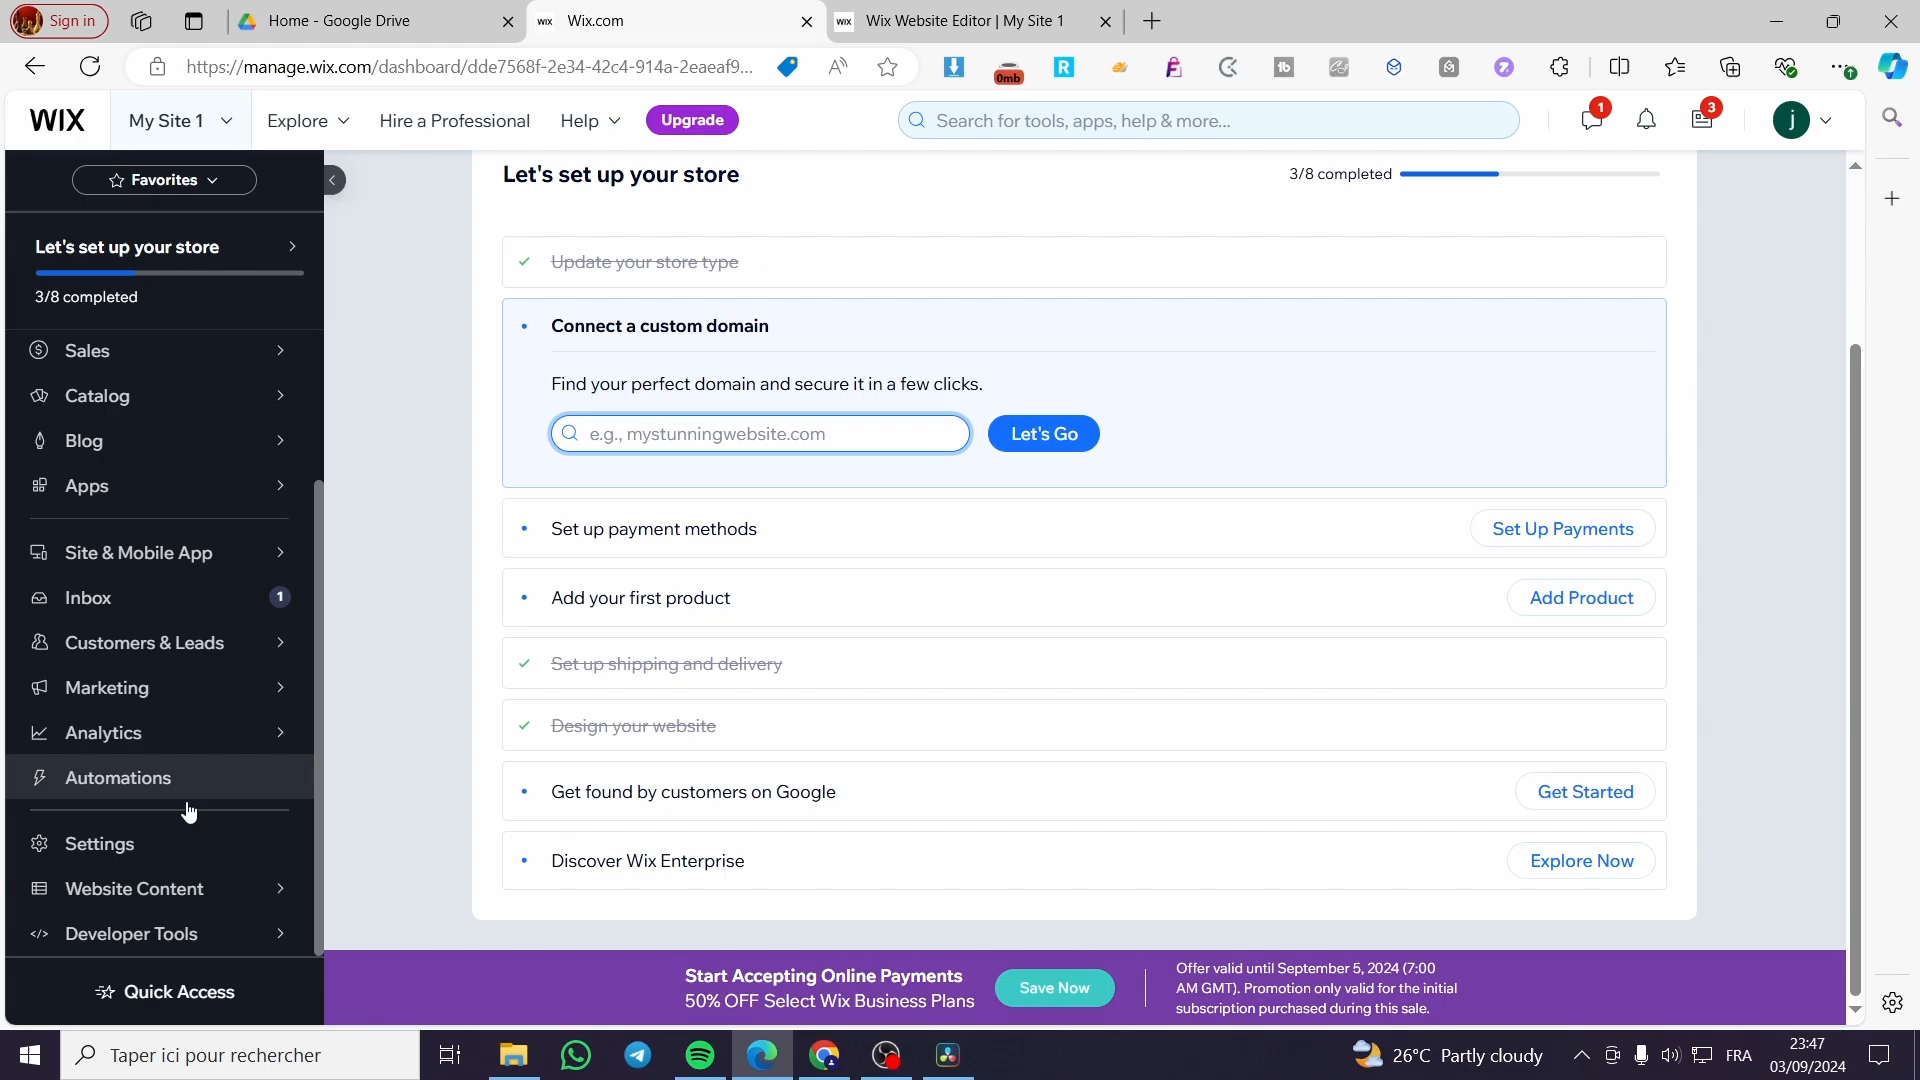 Sign in
Home - Google Drive
WIX
Wix.com
WIX
Wix Website Editor | My Site 1
https://manage.wix.com/dashboard/dde7568f-2e34-42c4-914a-2eaeaf9...
0mb
WIX
My Site 1
Explore
Hire a Professional
Help
Upgrade
Search for tools, apps, help & more...
1
3
j
Favorites
Let's set up your store
3/8 completed
Sales
Catalog
Blog
Apps
Site & Mobile App
Inbox
1
Customers & Leads
Marketing
Analytics
Automations
Settings
Website Content
Developer Tools
Quick Access
Let's set up your store
3/8 completed
Update your store type
Connect a custom domain
Find your perfect domain and secure it in a few clicks.
e.g., mystunningwebsite.com
Let's Go
Set up payment methods
Set Up Payments
Add your first product
Add Product
Set up shipping and delivery
Design your website
Get found by customers on Google
Get Started
Discover Wix Enterprise
Explore Now
Start Accepting Online Payments
50% OFF Select Wix Business Plans
Save Now
Offer valid until September 5, 2024 (7:00
AM GMT). Promotion only valid for the initial
subscription purchased during this sale.
Taper ici pour rechercher
26°C Partly cloudy
FRA
23:47
03/09/2024